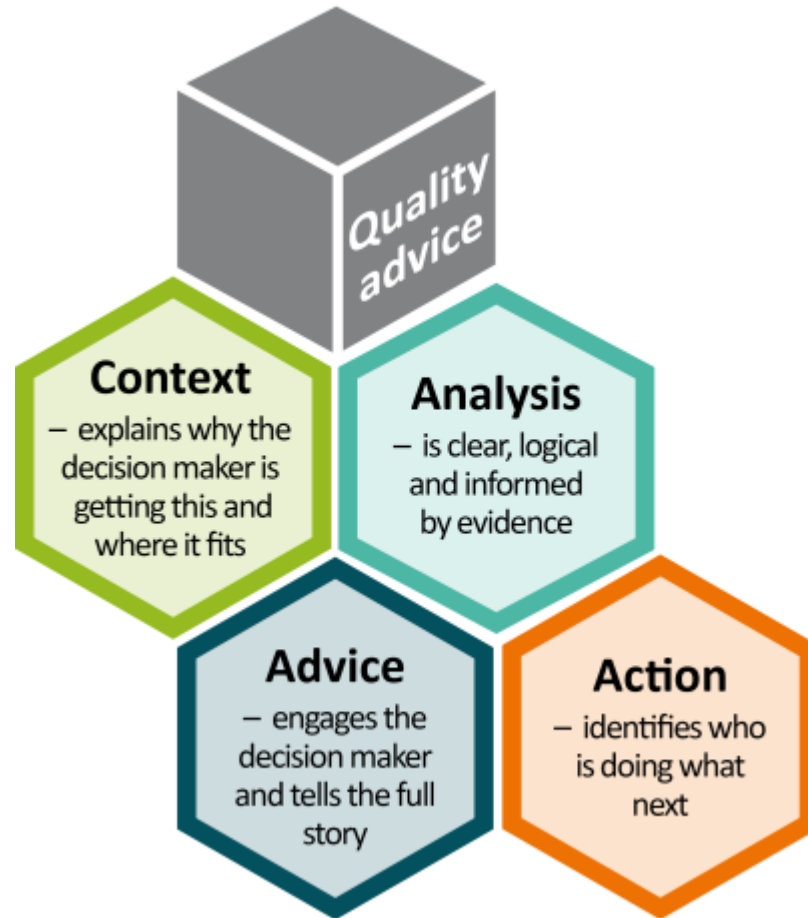 Quality
advice
Context
– explains why the
decision maker is
getting this and
where it fits
Analysis
– is clear, logical
and informed
by evidence
Advice
– engages the
decision maker
and tells the full
story
Action
– identifies who
is doing what
next